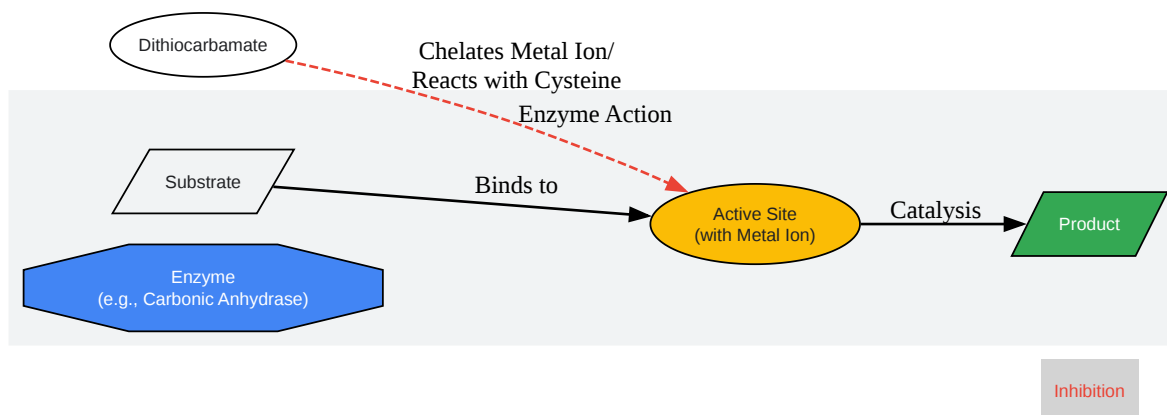 Dithiocarbamate
Chelates Metal Ion/
Reacts with Cysteine
Enzyme Action
Substrate
Binds to
Active Site
(with Metal Ion)
Catalysis
Product
Enzyme
(e.g., Carbonic Anhydrase)
Inhibition